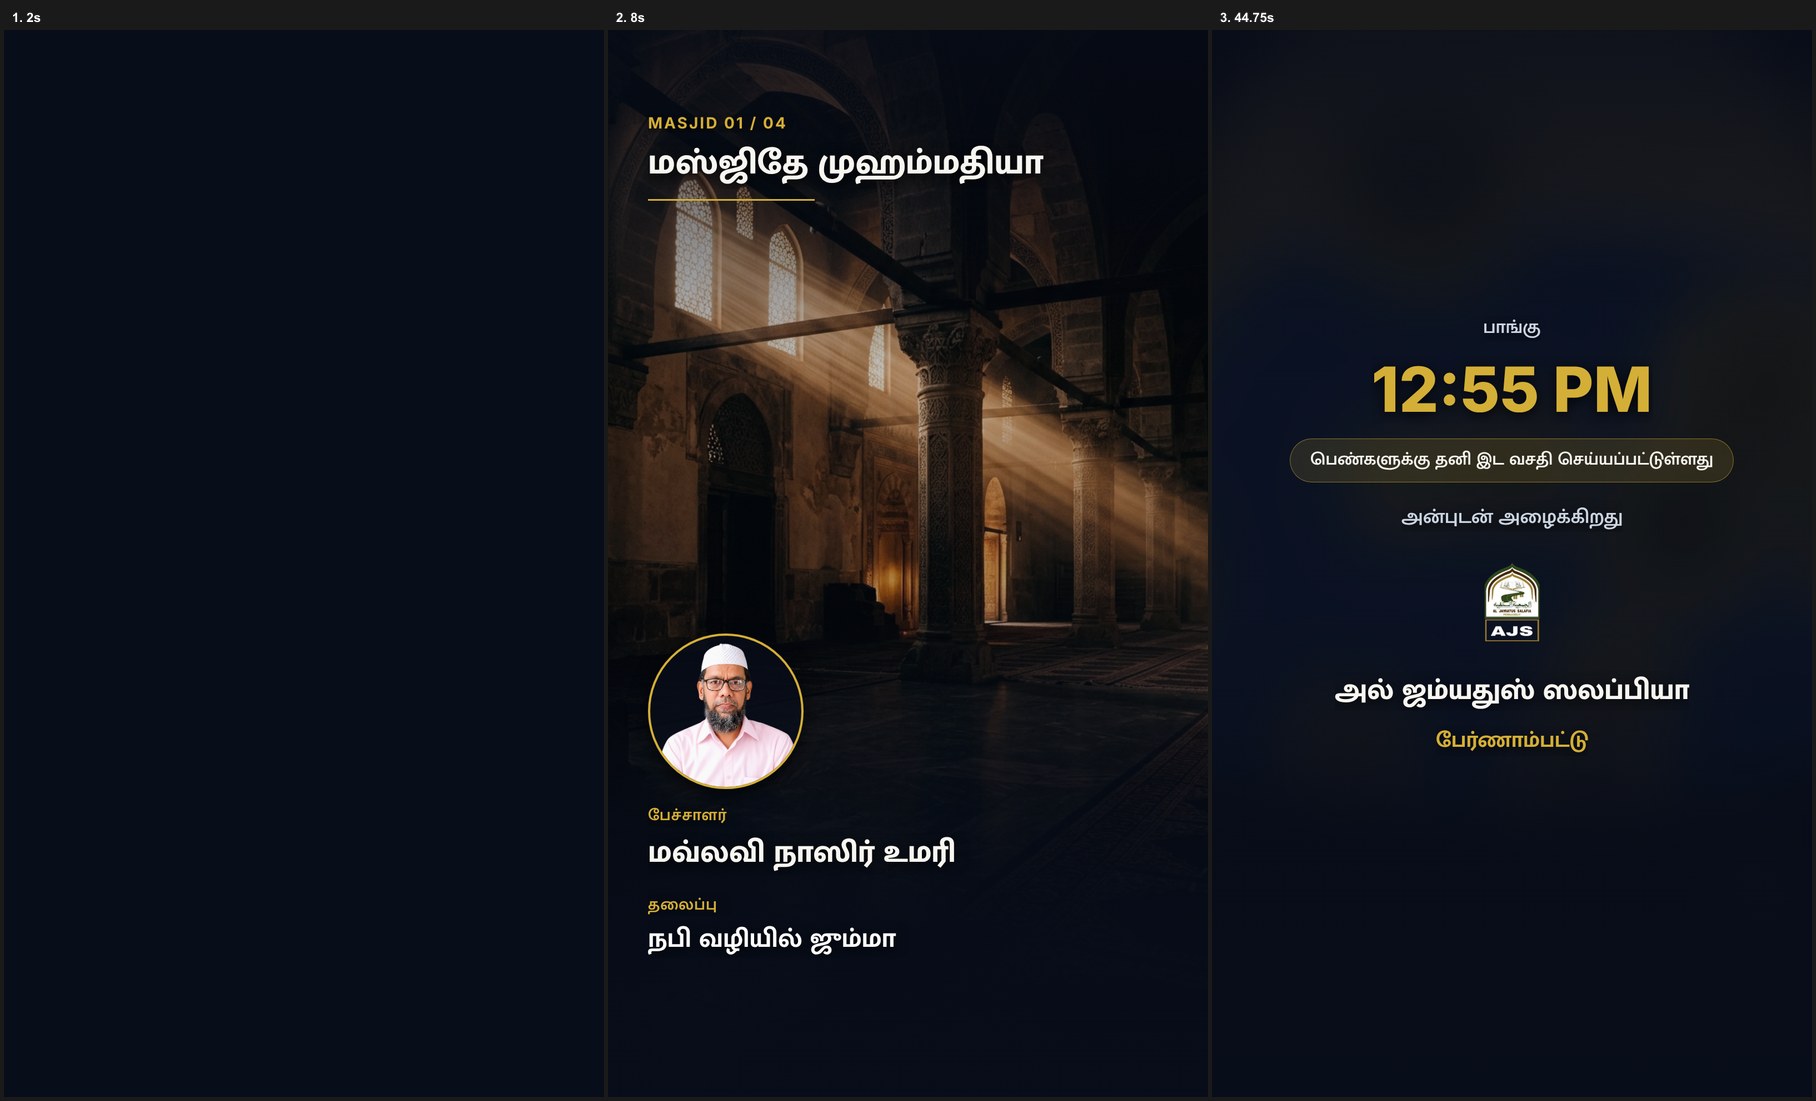 1. 2s
2. 8s
3. 44.75s
MASJID 01 / 04
மஸ்ஜிதே முஹம்மதியா
பேச்சாளர்
மவ்லவி நாஸிர் உமரி
தலைப்பு
நபி வழியில் ஜும்மா
பாங்கு
12:55 PM
பெண்களுக்கு தனி இட வசதி செய்யப்பட்டுள்ளது
அன்புடன் அழைக்கிறது
AJS
அல் ஜம்யதுஸ் ஸலப்பியா
பேர்ணாம்பட்டு